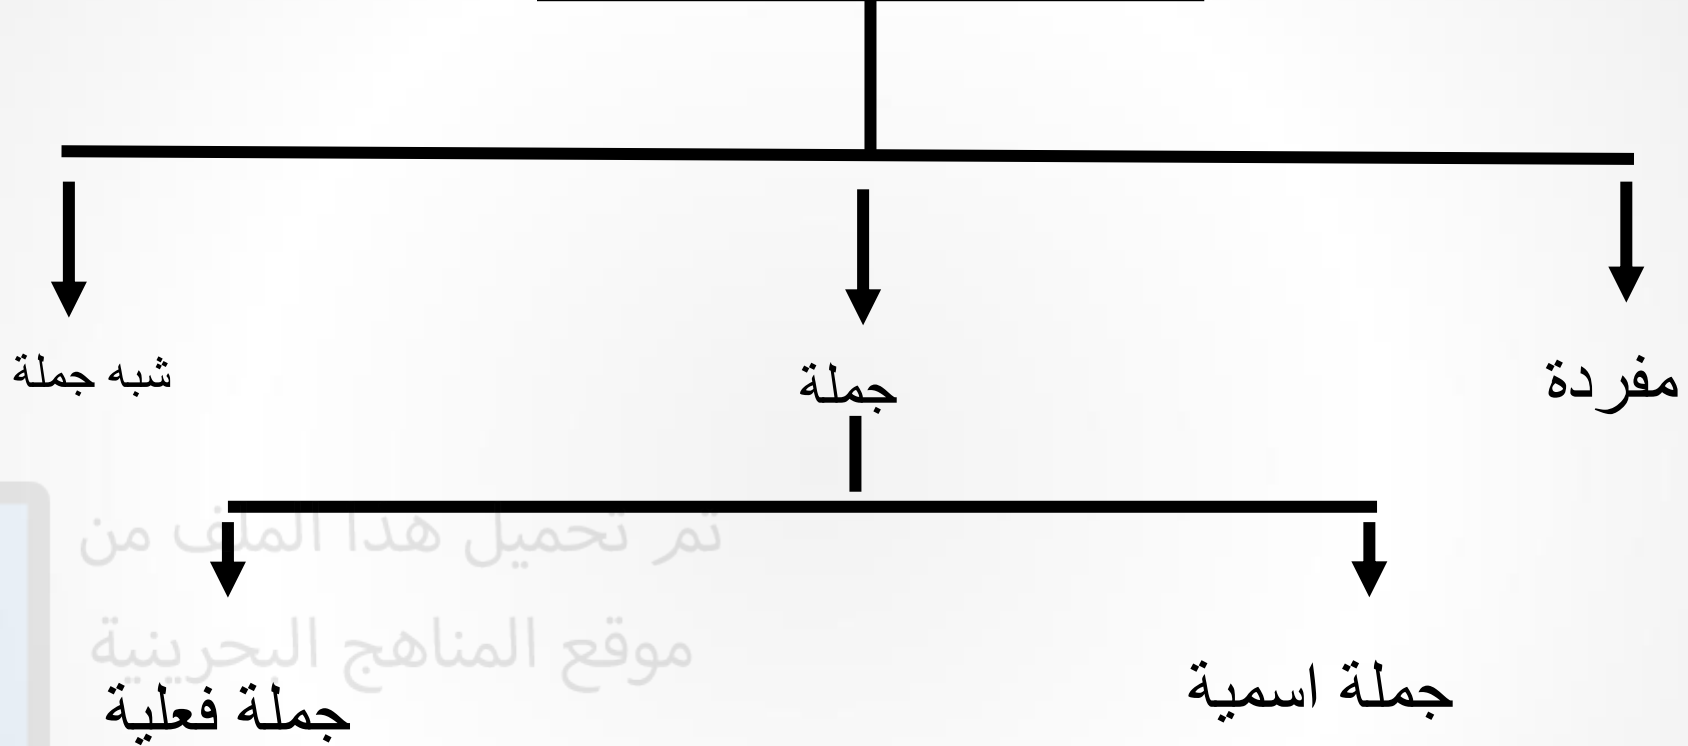 مفردة
جملة
شبه جملة
تم تحميل هذا الملف من
موقع المناهج البحرينية
جملة اسمية
جملة فعلية